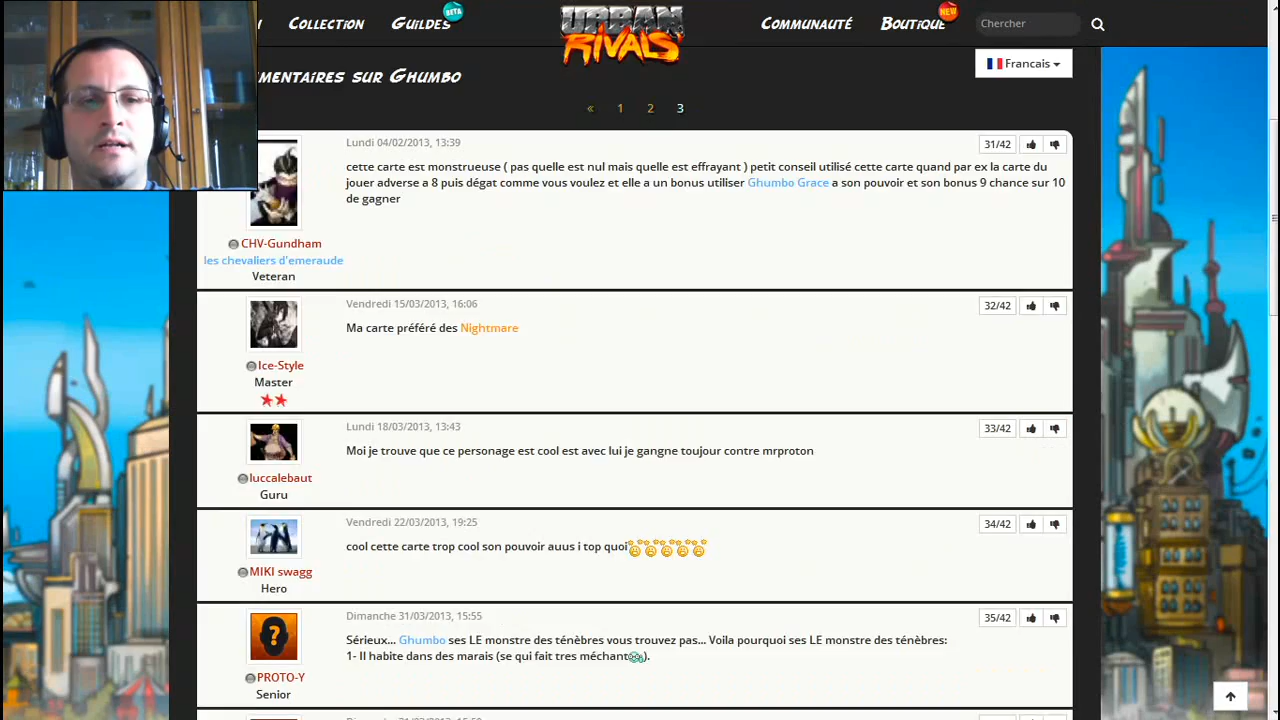 Collection
Guildes
BETA
URBAN
RIVALS
Communauté
Boutique
NEW
Chercher
mentaires sur Ghumbo
Francais
« 1 2 3
Lundi 04/02/2013, 13:39
31/42
cette carte est monstrueuse ( pas quelle est nul mais quelle est effrayant ) petit conseil utilisé cette carte quand par ex la carte du
jouer adverse a 8 puis dégat comme vous voulez et elle a un bonus utiliser Ghumbo Grace a son pouvoir et son bonus 9 chance sur 10
de gagner
CHV-Gundham
les chevaliers d'emeraude
Veteran
Vendredi 15/03/2013, 16:06
32/42
Ma carte préféré des Nightmare
Ice-Style
Master
Lundi 18/03/2013, 13:43
33/42
Moi je trouve que ce personage est cool est avec lui je gangne toujour contre mrproton
luccalebaut
Guru
Vendredi 22/03/2013, 19:25
34/42
cool cette carte trop cool son pouvoir auus i top quoi
MIKI swagg
Hero
Dimanche 31/03/2013, 15:55
35/42
Sérieux... Ghumbo ses LE monstre des ténèbres vous trouvez pas... Voila pourquoi ses LE monstre des ténèbres:
1- Il habite dans des marais (se qui fait tres méchant ).
PROTO-Y
Senior